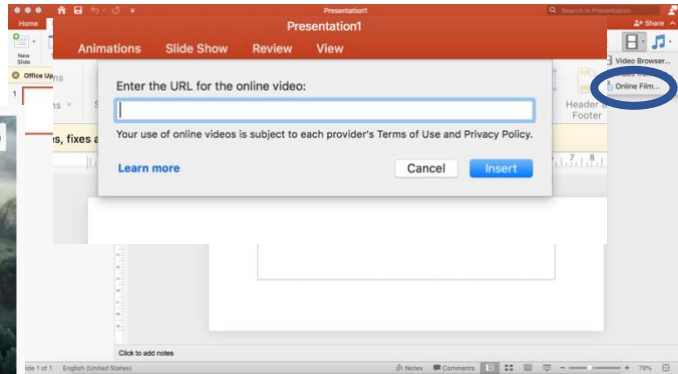 Presentation1
Search in Presentation
Home
Share
Presentation1
Animations Slide Show Review View
New
Slide
Video Browser...
Online Film...
Office Up
Header &
Footer
s, fixes a
Enter the URL for the online video:
Your use of online videos is subject to each provider's Terms of Use and Privacy Policy.
Learn more
Cancel
Insert
1
7 8
Click to add notes
ide 1 of 1 English (United States)
Notes Comments
79%